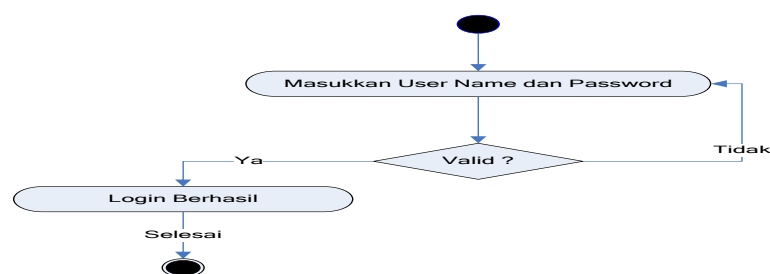 Masukkan User Name dan Password
Tidak
Ya
Valid ?
Login Berhasil
Selesai